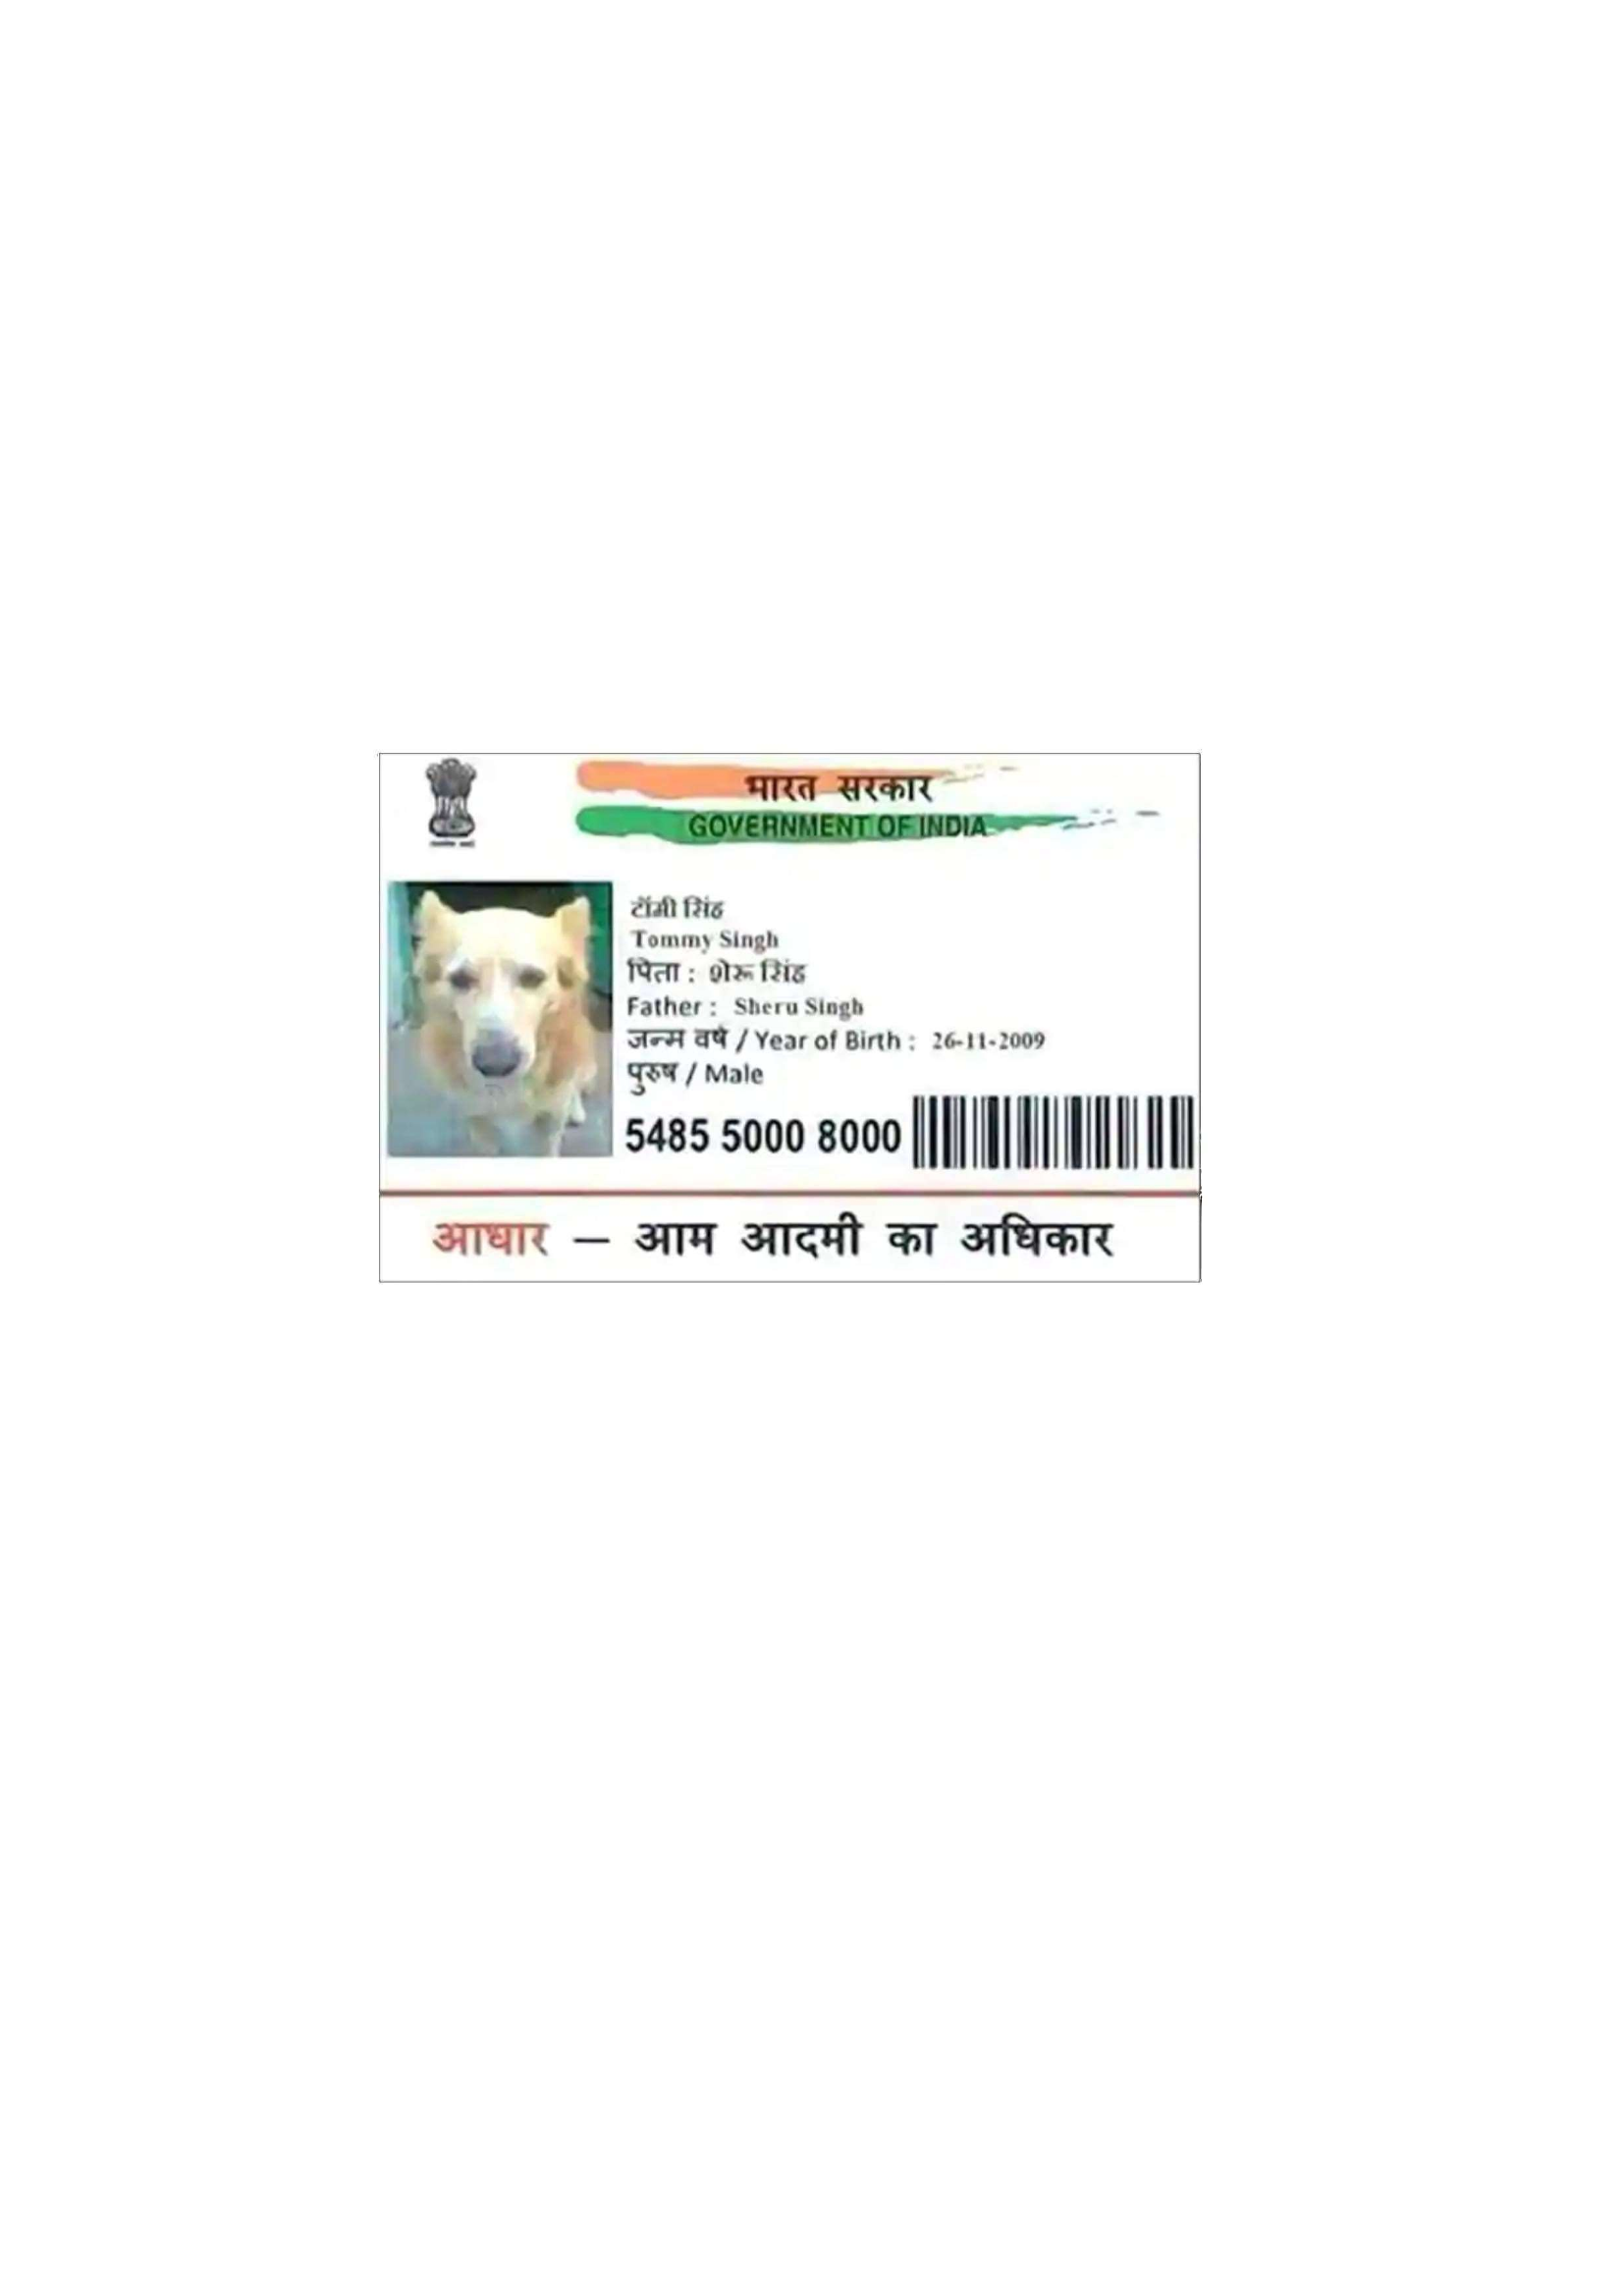 भारत सरकार
GOVERNMENT OF INDIA
टॉमी सिंह
Tommy Singh
पिता : शेरू सिंह
Father : Sheru Singh
जन्म वर्ष / Year of Birth : 26-11-2009
पुरुष / Male
5485 5000 8000
आधार – आम आदमी का अधिकार